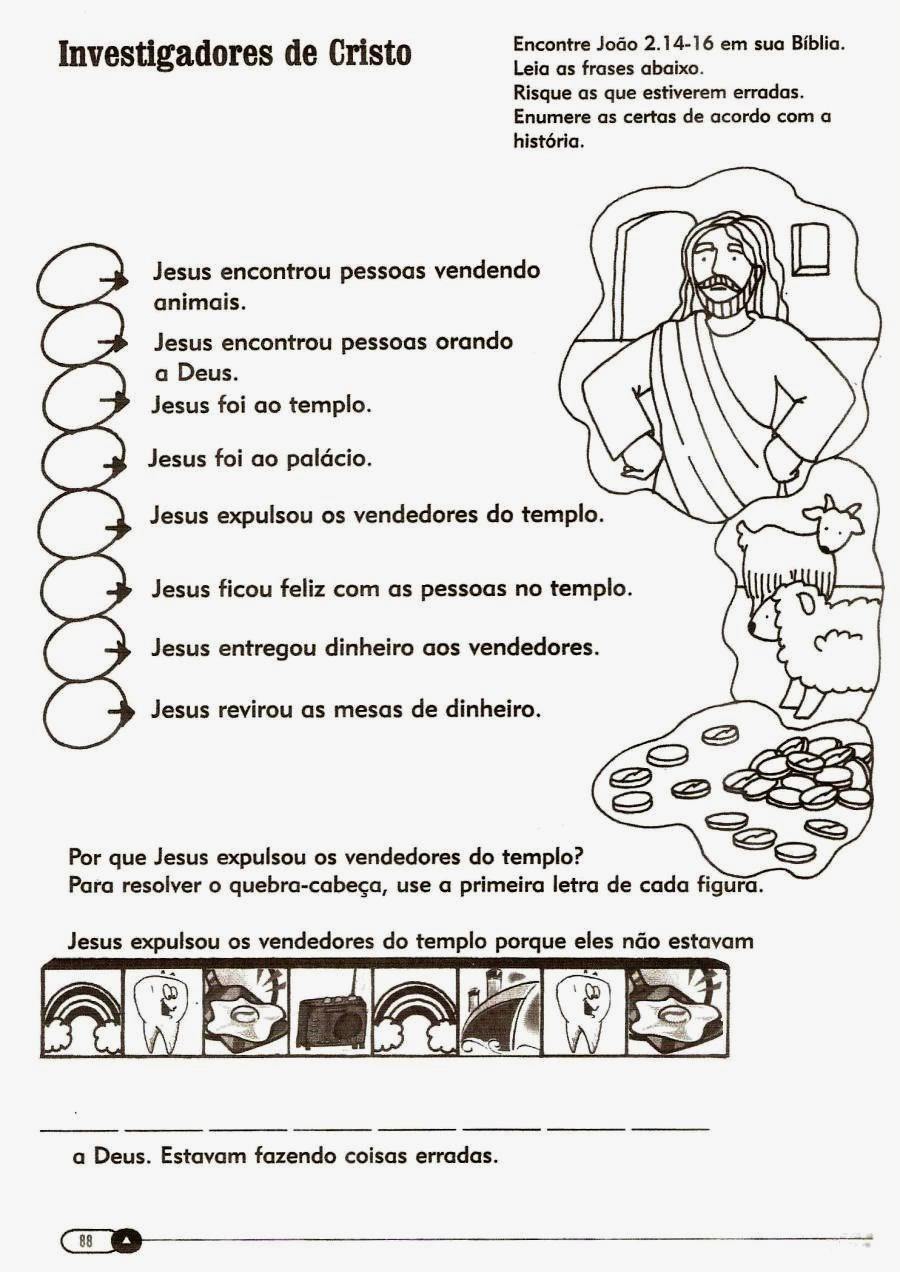 Investigadores de Cristo
Encontre João 2.14-16 em sua Bíblia.
Leia as frases abaixo.
Risque as que estiverem erradas.
Enumere as certas de acordo com a
história.
Jesus encontrou pessoas vendendo
animais.
Jesus encontrou pessoas orando
a Deus.
Jesus foi ao templo.
Jesus foi ao palácio.
Jesus expulsou os vendedores do templo.
Jesus ficou feliz com as pessoas no templo.
Jesus entregou dinheiro aos vendedores.
Jesus revirou as mesas de dinheiro.
Por que Jesus expulsou os vendedores do templo?
Para resolver o quebra-cabeça, use a primeira letra de cada figura.
Jesus expulsou os vendedores do templo porque eles não estavam
a Deus. Estavam fazendo coisas erradas.
88